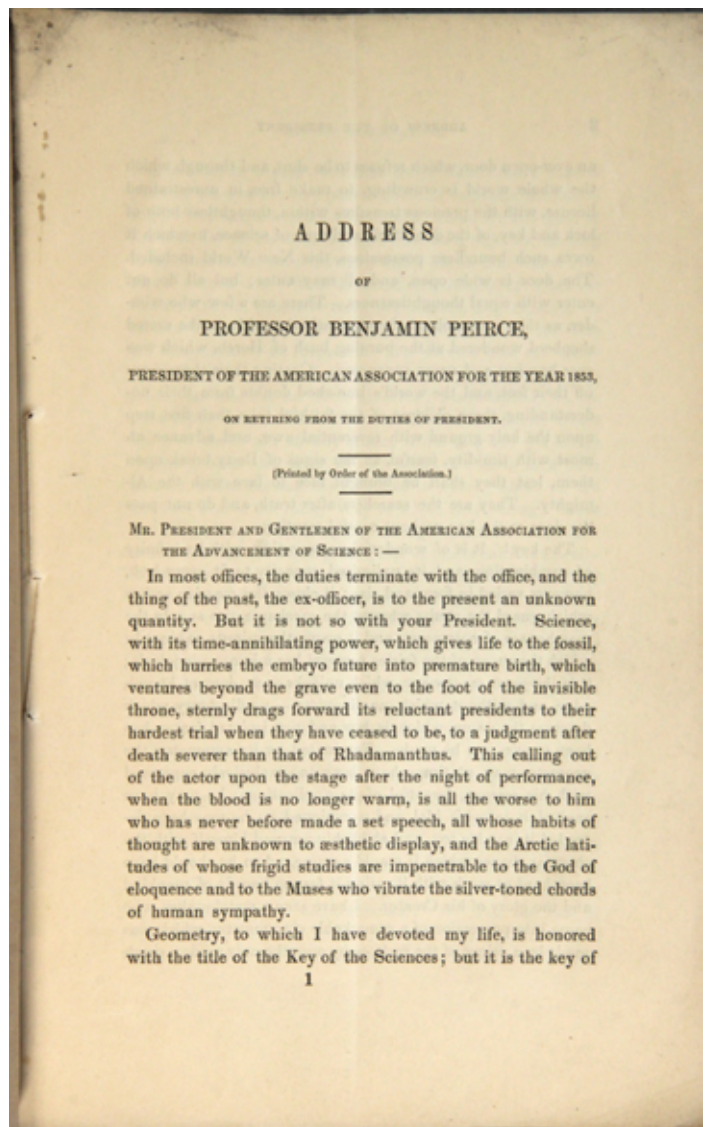 ADDRESS
OF
PROFESSOR BENJAMIN PEIRCE,
PRESIDENT OF THE AMERICAN ASSOCIATION FOR THE YEAR 1853,
ON RETIRING FROM THE DUTIES OF PRESIDENT.
(Printed by Order of the Association.)
MR. PRESIDENT AND GENTLEMEN OF THE AMERICAN ASSOCIATION FOR
THE ADVANCEMENT OF SCIENCE: —
In most offices, the duties terminate with the office, and the
thing of the past, the ex-officer, is to the present an unknown
quantity. But it is not so with your President. Science,
with its time-annihilating power, which gives life to the fossil,
which hurries the embryo future into premature birth, which
ventures beyond the grave even to the foot of the invisible
throne, sternly drags forward its reluctant presidents to their
hardest trial when they have ceased to be, to a judgment after
death severer than that of Rhadamanthus. This calling out
of the actor upon the stage after the night of performance,
when the blood is no longer warm, is all the worse to him
who has never before made a set speech, all whose habits of
thought are unknown to æsthetic display, and the Arctic lati-
tudes of whose frigid studies are impenetrable to the God of
eloquence and to the Muses who vibrate the silver-toned chords
of human sympathy.
Geometry, to which I have devoted my life, is honored
with the title of the Key of the Sciences; but it is the key of
1